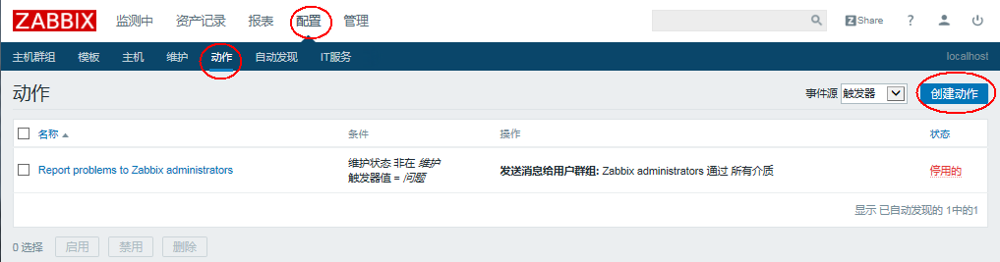 ZABBIX 监测中 资产记录 报表 配置 管理 Z Share ?
主机群组 模板 主机 维护 动作 自动发现 IT服务 localhost
动作 事件源 触发器 创建动作
名称 条件 操作 状态
Report problems to Zabbix administrators 维护状态 非在 维护 发送消息给用户群组: Zabbix administrators 通过 所有介质 停用的
触发器值 = 问题
显示 已自动发现的 1中的1
0 选择 启用 禁用 删除